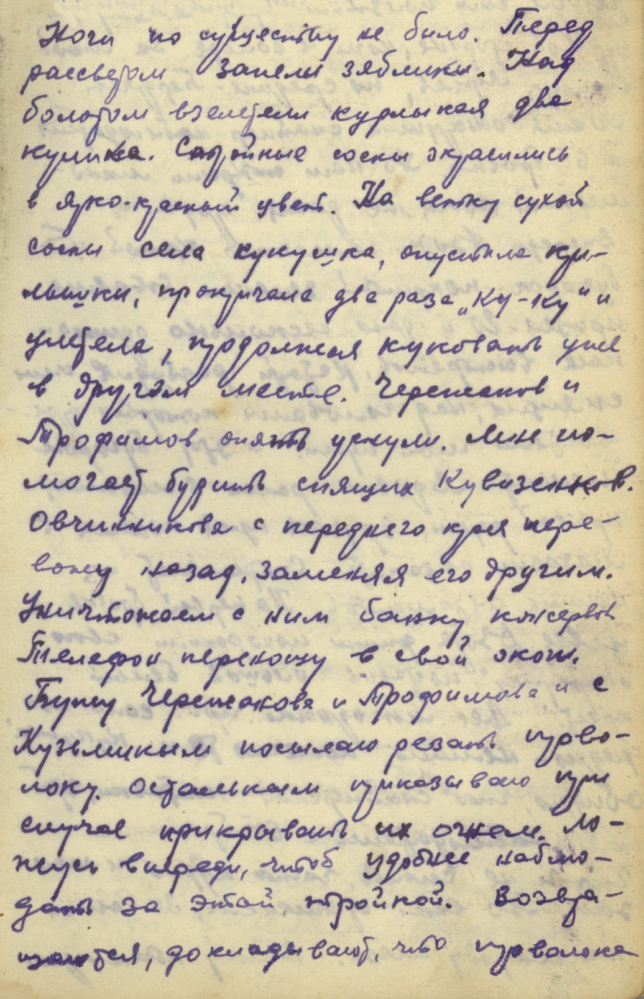 Ночи по существу не было. Перед
рассветом запели зяблики. Над
болотом взлетели курлыкая два
кулика. Стройные сосны окрасились
в ярко-красный цвет. На ветку сухой
сосны села кукушка, опустила кры-
лышки, прокричала два раза „ку-ку" и
улетела, продолжая куковать уже
в другом месте. Черепанов и
Трофимов опять уснули. Мне по-
могает будить спящих Кувизенков.
Овчинникова с переднего края пере-
вожу назад, заменяя его другим.
Уничтожаем с ним банку консервов
Телефон переношу в свой окоп.
Бужу Черепанова и Трофимова и с
Кузьминым посылаю резать прово-
локу. Остальным приказываю при
случае прикрывать их огнем. Ло-
жусь впереди, чтоб удобнее наблю-
дать за этой тройкой. Возвра-
щаются, докладывают, что проволока